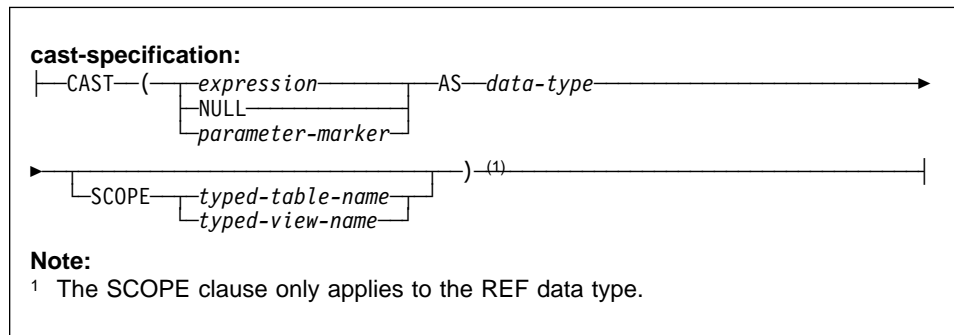 cast-specification:
CAST ( expression AS data-type
NULL
parameter-marker
) (1)
SCOPE typed-table-name
typed-view-name
Note:
1 The SCOPE clause only applies to the REF data type.